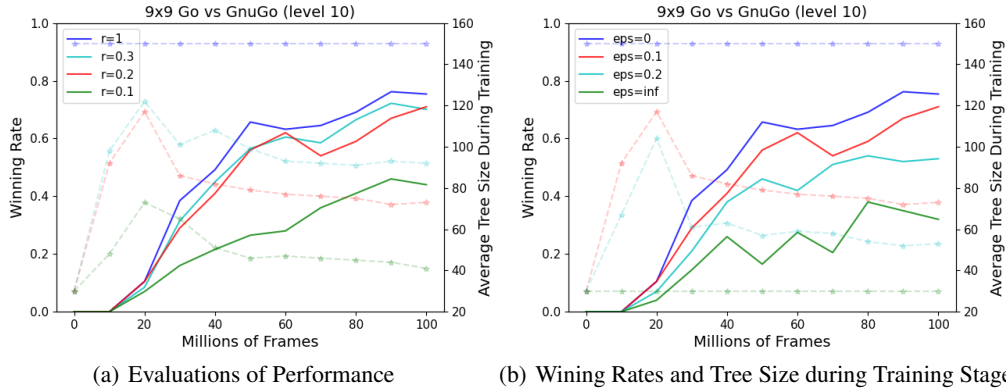 9x9 Go vs GnuGo (level 10)
r=1
r=0.3
r=0.2
r=0.1
Winning Rate
1.0
0.8
0.6
0.4
0.2
0.0
160
140
120
100
80
60
40
20
Average Tree Size During Training
0 20 40 60 80 100
Millions of Frames
(a) Evaluations of Performance
9x9 Go vs GnuGo (level 10)
eps=0
eps=0.1
eps=0.2
eps=inf
Winning Rate
1.0
0.8
0.6
0.4
0.2
0.0
160
140
120
100
80
60
40
20
Average Tree Size During Training
0 20 40 60 80 100
Millions of Frames
(b) Wining Rates and Tree Size during Training Stage